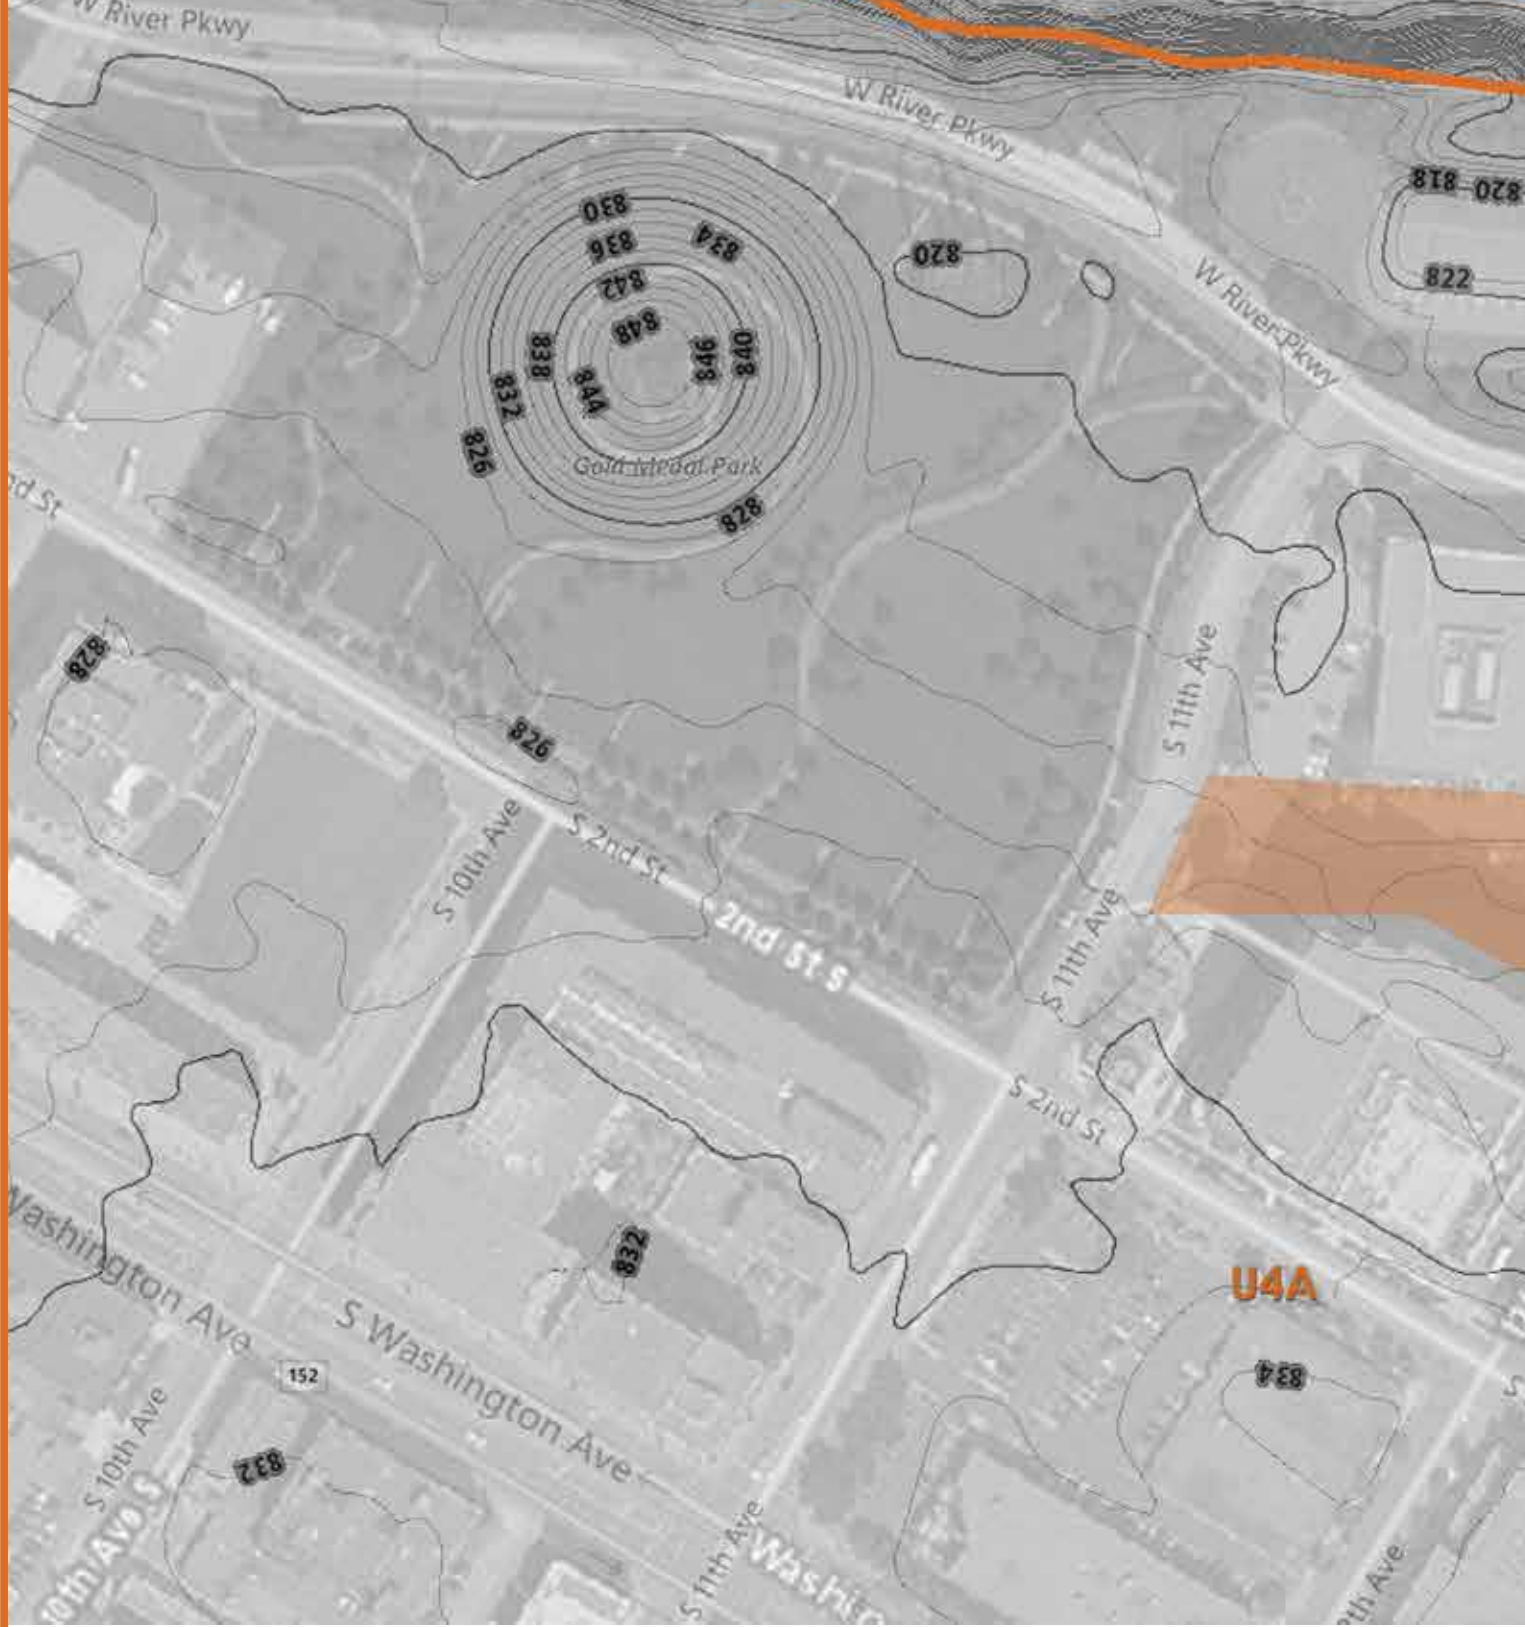 W River Pkwy
W River Pkwy
818
820
830
836
834
820
W River Pkwy
822
842
848
838
846
840
844
832
826
Gold Medal Park
nd St
828
828
S 11th Ave
826
S 10th Ave
S 2nd St
2nd St S
S 11th Ave
S 2nd St
832
U4A
Washington Ave
S Washington Ave
152
834
S
S 10th Ave
832
10th Ave S
S 11th Ave
Washin
th Ave